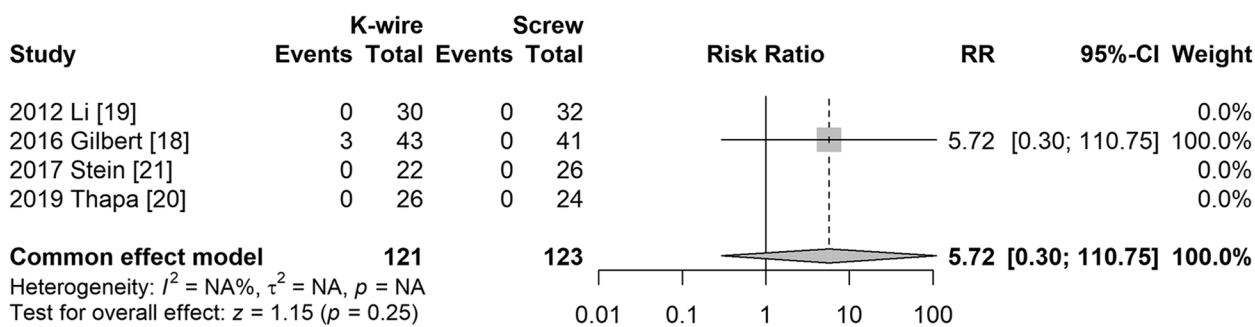 K-wire Screw
Study Events Total Events Total Risk Ratio RR 95%-CI Weight
2012 Li [19] 0 30 0 32 0.0%
2016 Gilbert [18] 3 43 0 41 5.72 [0.30; 110.75] 100.0%
2017 Stein [21] 0 22 0 26 0.0%
2019 Thapa [20] 0 26 0 24 0.0%
Common effect model 121 123 5.72 [0.30; 110.75] 100.0%
Heterogeneity: I² = NA%, τ² = NA, p = NA
Test for overall effect: z = 1.15 (p = 0.25)
0.01 0.1 1 10 100